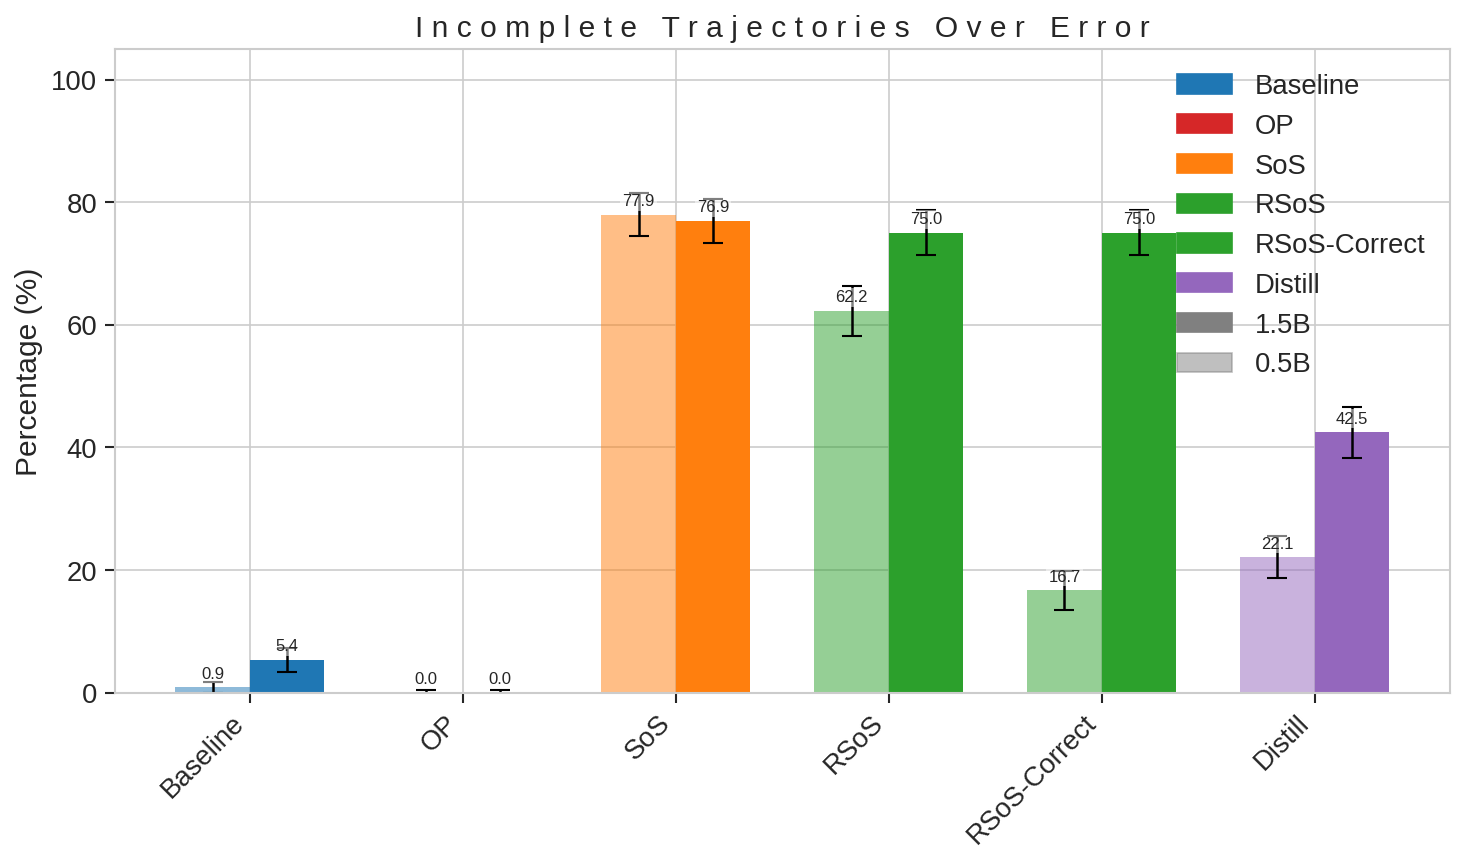 Incomplete Trajectories Over Error
Percentage (%)
100
80
60
40
20
0
Baseline
OP
SoS
RSoS
RSoS-Correct
Distill
1.5B
0.5B
0.9
5.4
0.0
0.0
77.9
76.9
62.2
75.0
16.7
75.0
22.1
42.5
Baseline
OP
SoS
RSoS
RSoS-Correct
Distill